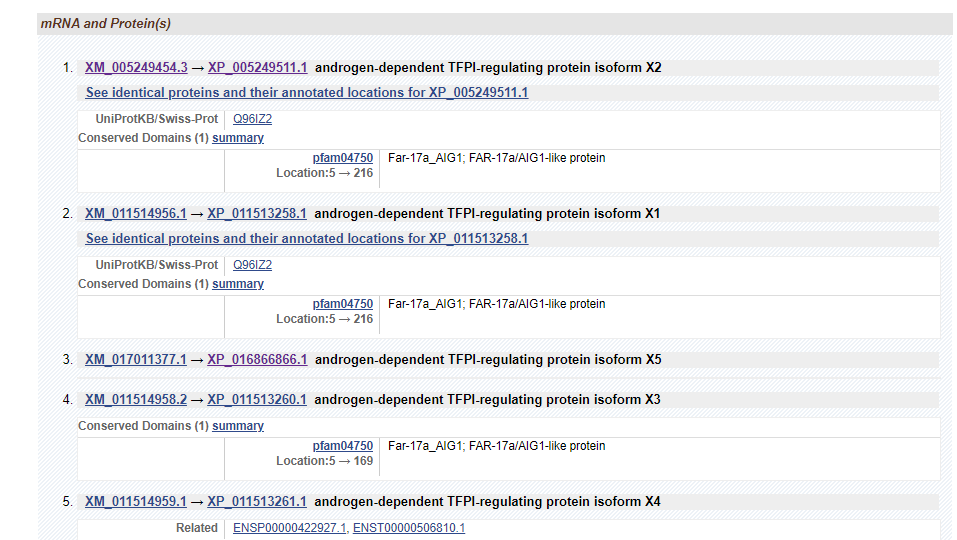 mRNA and Protein(s)
1. XM_005249454.3 → XP_005249511.1 androgen-dependent TFPI-regulating protein isoform X2
See identical proteins and their annotated locations for XP_005249511.1
UniProtKB/Swiss-Prot Q96IZ2
Conserved Domains (1) summary
pfam04750 Far-17a_AIG1; FAR-17a/AIG1-like protein
Location:5 → 216
2. XM_011514956.1 → XP_011513258.1 androgen-dependent TFPI-regulating protein isoform X1
See identical proteins and their annotated locations for XP_011513258.1
UniProtKB/Swiss-Prot Q96IZ2
Conserved Domains (1) summary
pfam04750 Far-17a_AIG1; FAR-17a/AIG1-like protein
Location:5 → 216
3. XM_017011377.1 → XP_016866866.1 androgen-dependent TFPI-regulating protein isoform X5
4. XM_011514958.2 → XP_011513260.1 androgen-dependent TFPI-regulating protein isoform X3
Conserved Domains (1) summary
pfam04750 Far-17a_AIG1; FAR-17a/AIG1-like protein
Location:5 → 169
5. XM_011514959.1 → XP_011513261.1 androgen-dependent TFPI-regulating protein isoform X4
Related ENSP00000422927.1, ENST00000506810.1